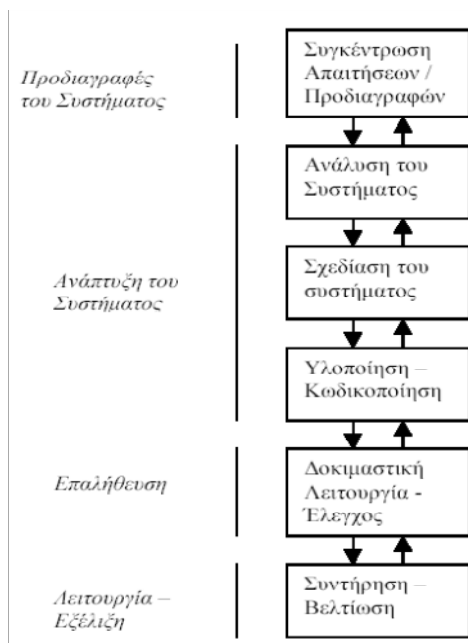 Συγκέντρωση
Απαιτήσεων /
Προδιαγραφών
Προδιαγραφές
του Συστήματος
Ανάλυση του
Συστήματος
Σχεδίαση του
συστήματος
Ανάπτυξη του
Συστήματος
Υλοποίηση –
Κωδικοποίηση
Επαλήθευση
Δοκιμαστική
Λειτουργία -
Έλεγχος
Λειτουργία –
Εξέλιξη
Συντήρηση –
Βελτίωση